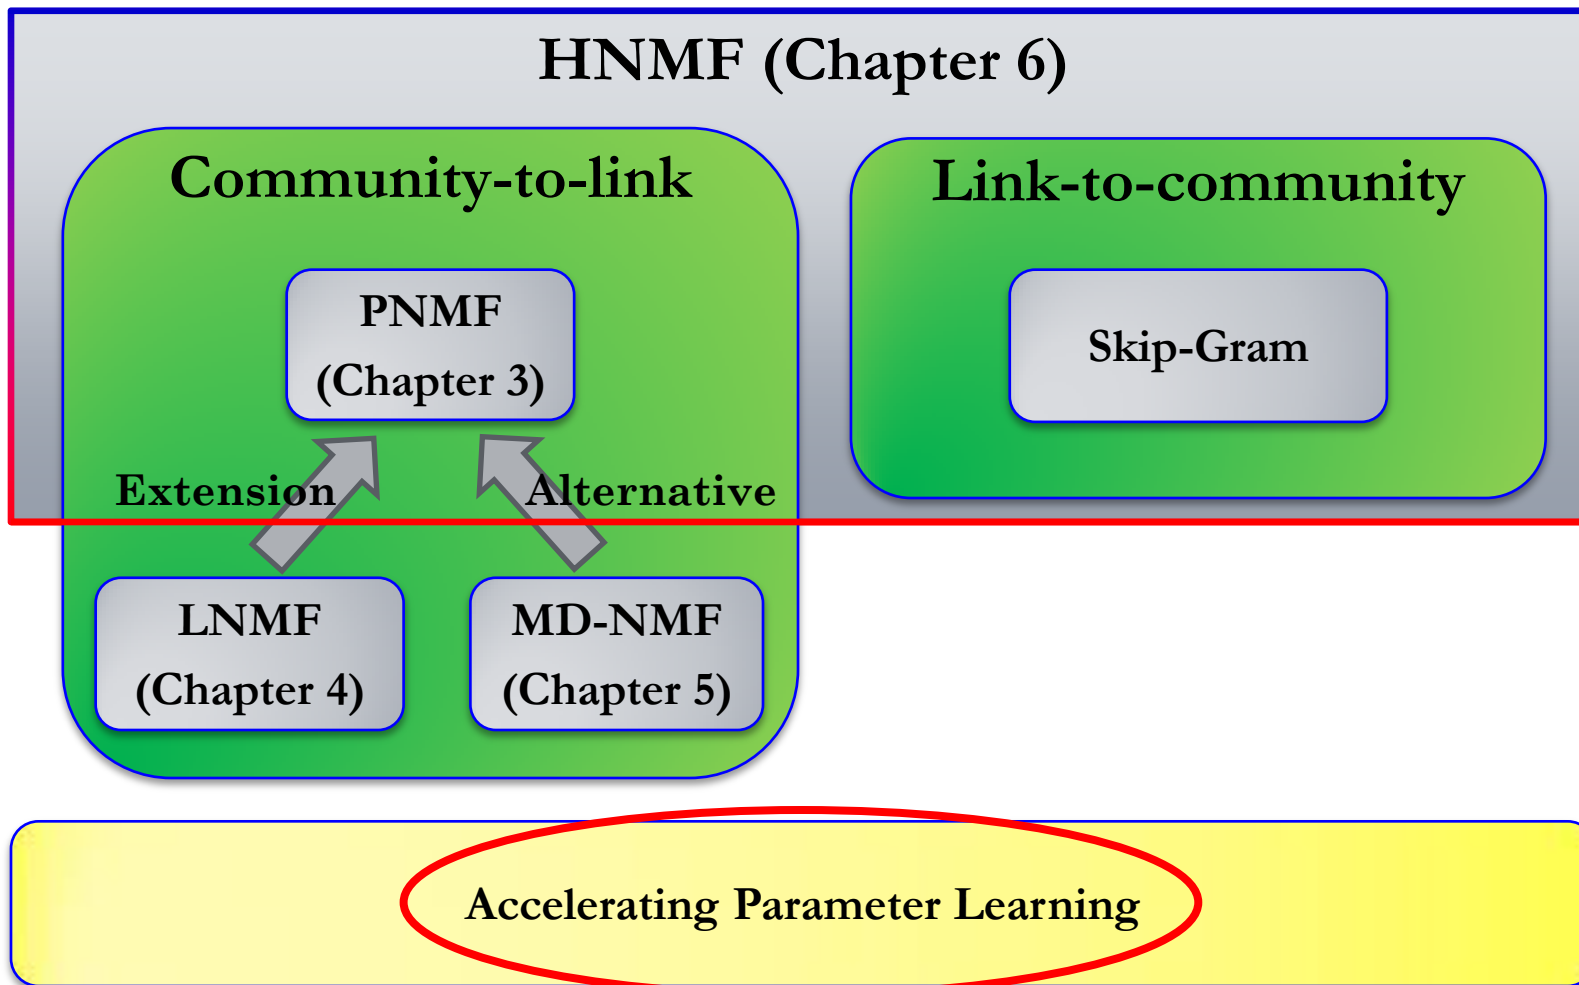 HNMF (Chapter 6)
Community-to-link
Link-to-community
PNMF
(Chapter 3)
Skip-Gram
Extension
Alternative
LNMF
(Chapter 4)
MD-NMF
(Chapter 5)
Accelerating Parameter Learning